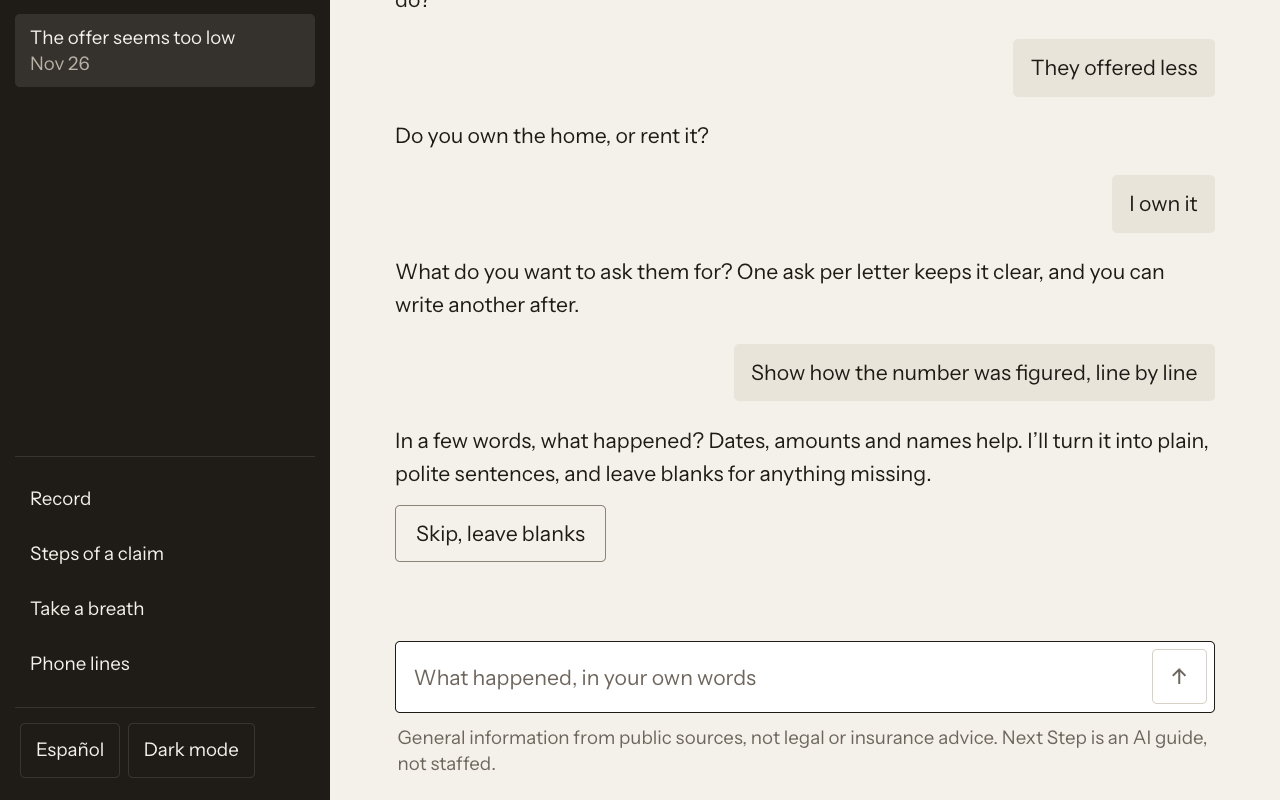 The offer seems too low
Nov 26
Record
Steps of a claim
Take a breath
Phone lines
Español
Dark mode
do?
They offered less
Do you own the home, or rent it?
I own it
What do you want to ask them for? One ask per letter keeps it clear, and you can
write another after.
Show how the number was figured, line by line
In a few words, what happened? Dates, amounts and names help. I’ll turn it into plain,
polite sentences, and leave blanks for anything missing.
Skip, leave blanks
What happened, in your own words
General information from public sources, not legal or insurance advice. Next Step is an AI guide,
not staffed.